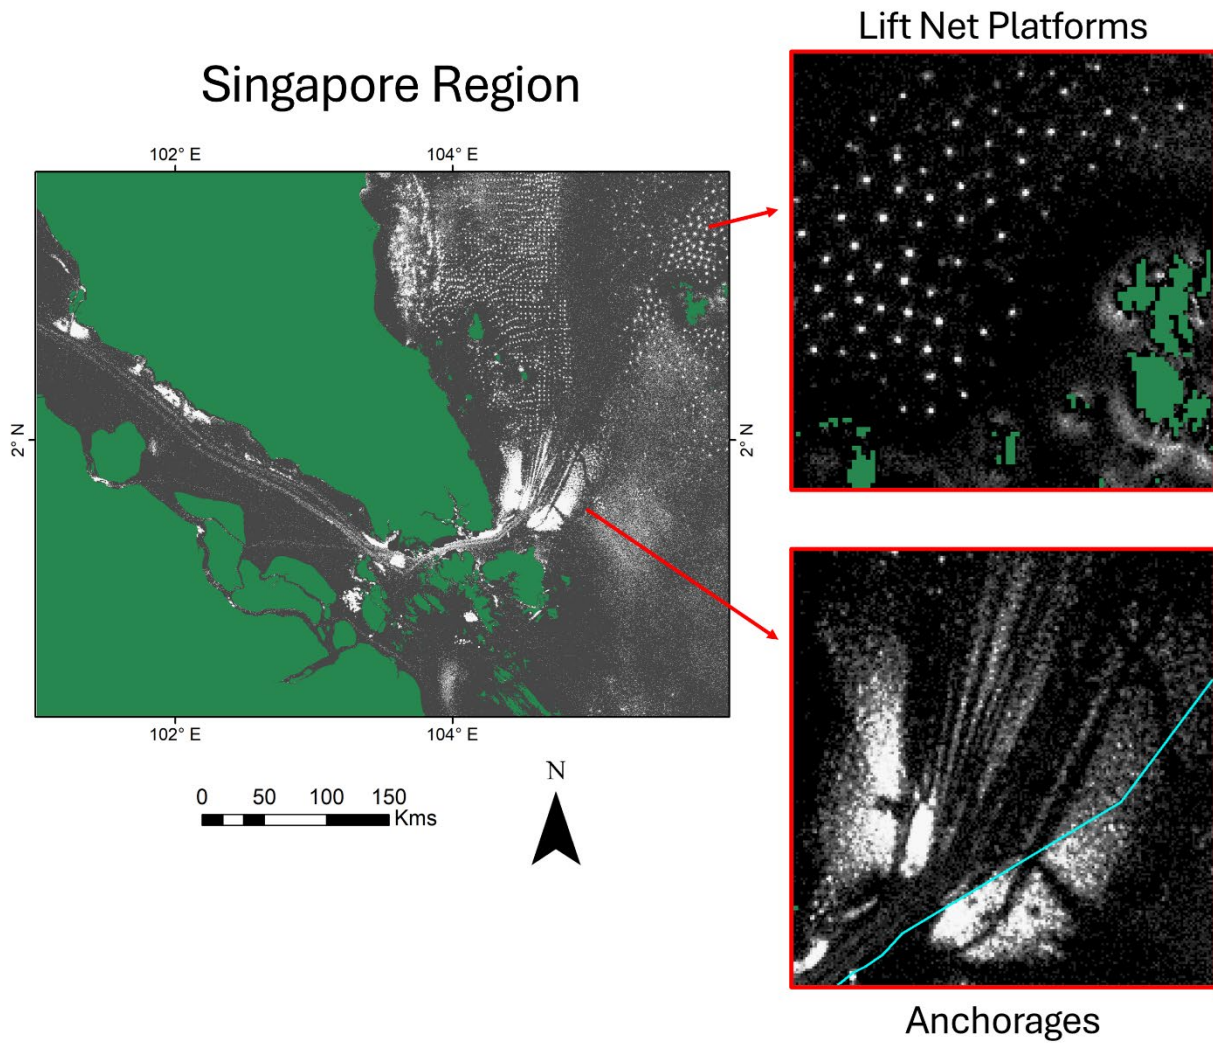 Lift Net Platforms
Singapore Region
102° E
104° E
2° N
2° N
102° E
104° E
0 50 100 150
Kms
N
Anchorages